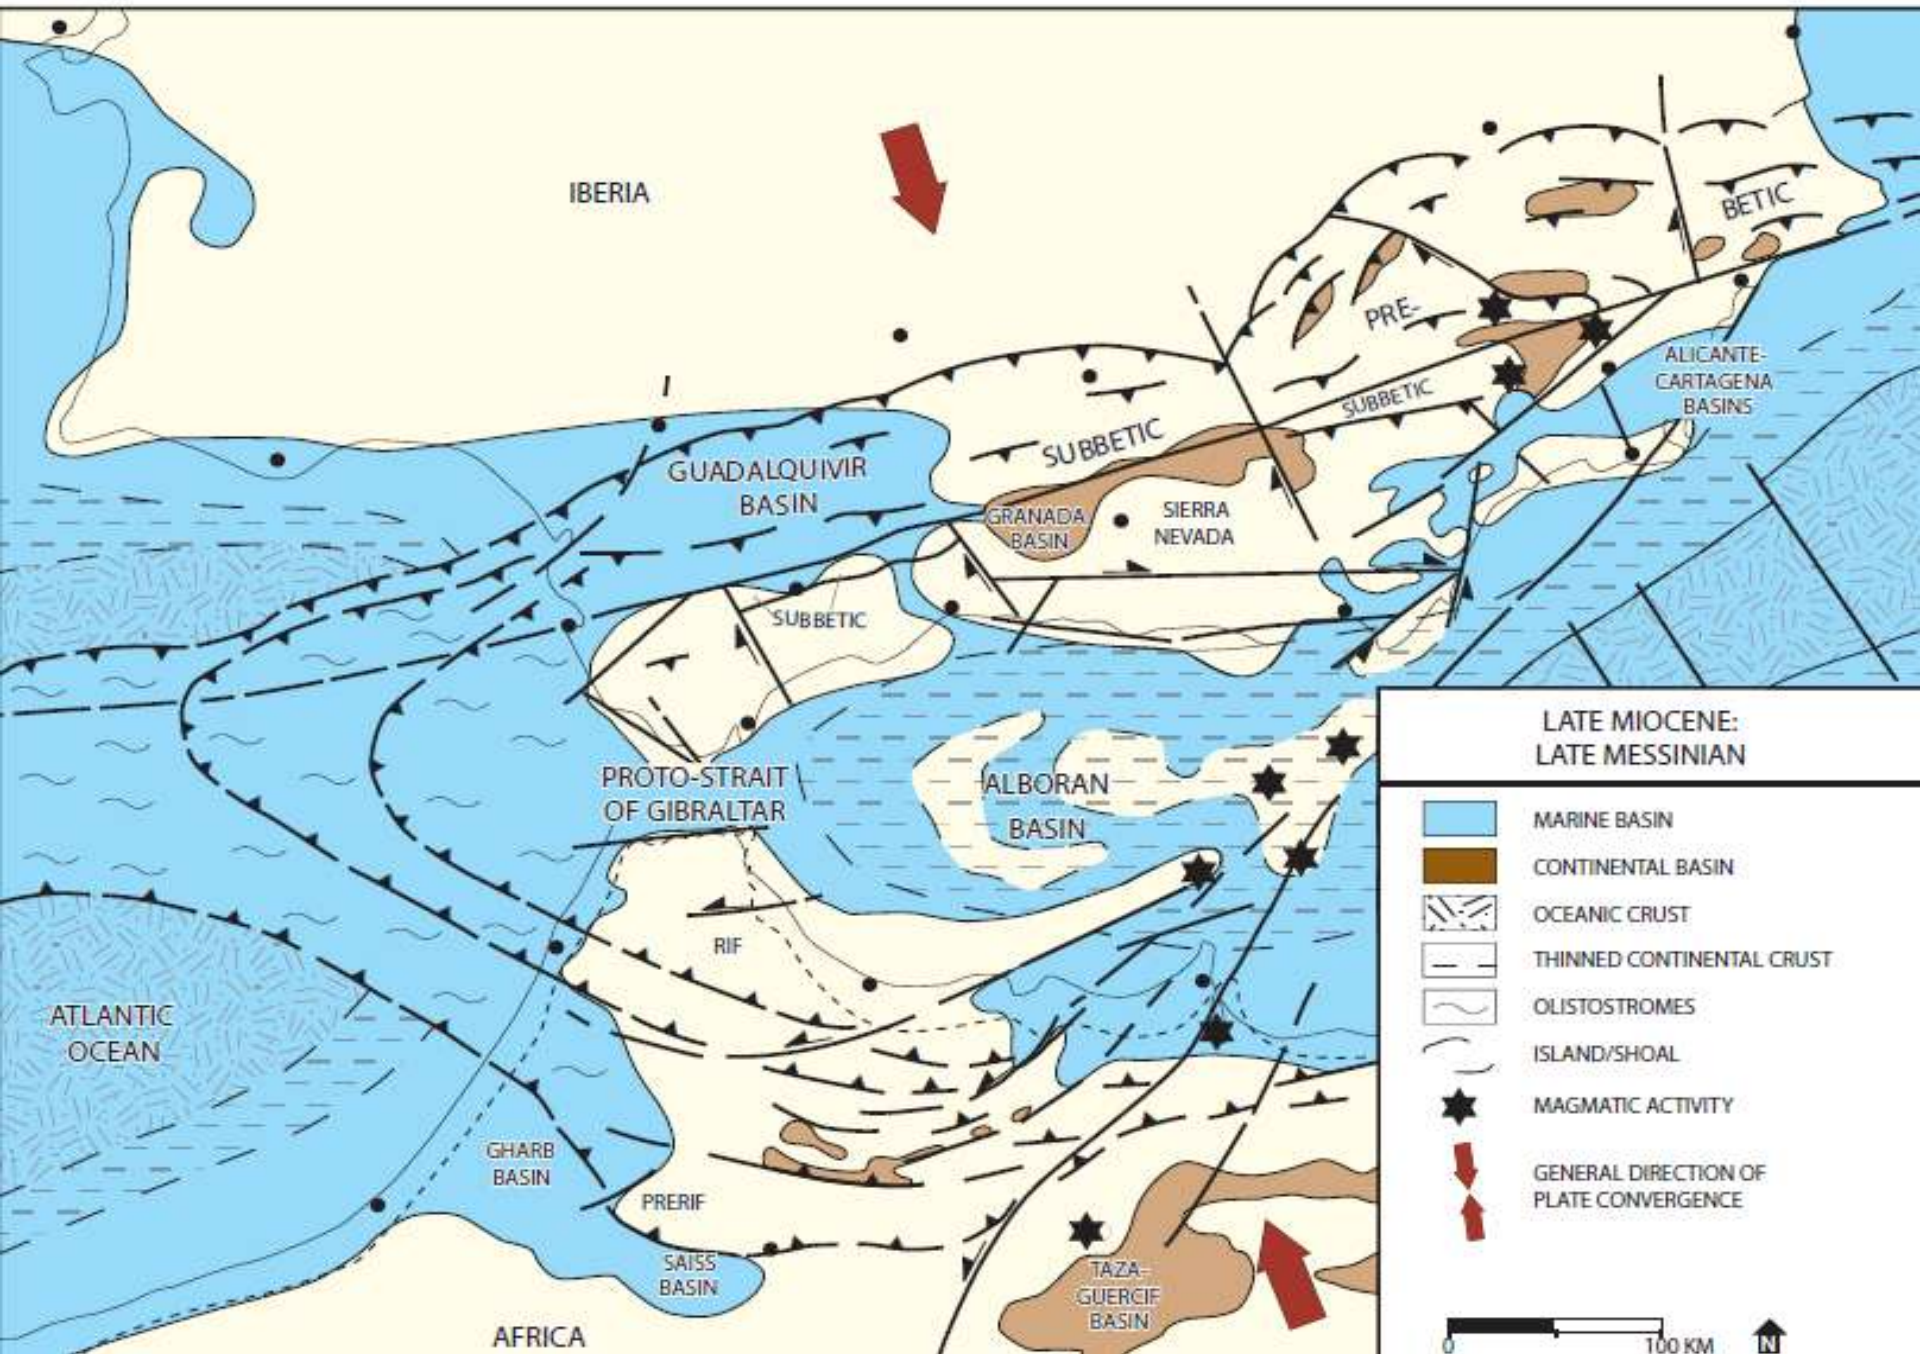 IBERIA
BETIC
PRE-
SUBBETIC
ALICANTE-
CARTAGENA
BASINS
SUBBETIC
GUADALQUIVIR
BASIN
GRANADA
BASIN
SIERRA
NEVADA
SUBBETIC
PROTO-STRAIT
OF GIBRALTAR
ALBORAN
BASIN
RIF
ATLANTIC
OCEAN
GHARB
BASIN
PRERIF
SAISS
BASIN
TAZA-
GUERCIF
BASIN
AFRICA
LATE MIOCENE:
LATE MESSINIAN
MARINE BASIN
CONTINENTAL BASIN
OCEANIC CRUST
THINNED CONTINENTAL CRUST
OLISTOSTROMES
ISLAND/SHOAL
MAGMATIC ACTIVITY
GENERAL DIRECTION OF
PLATE CONVERGENCE
0 100 KM N